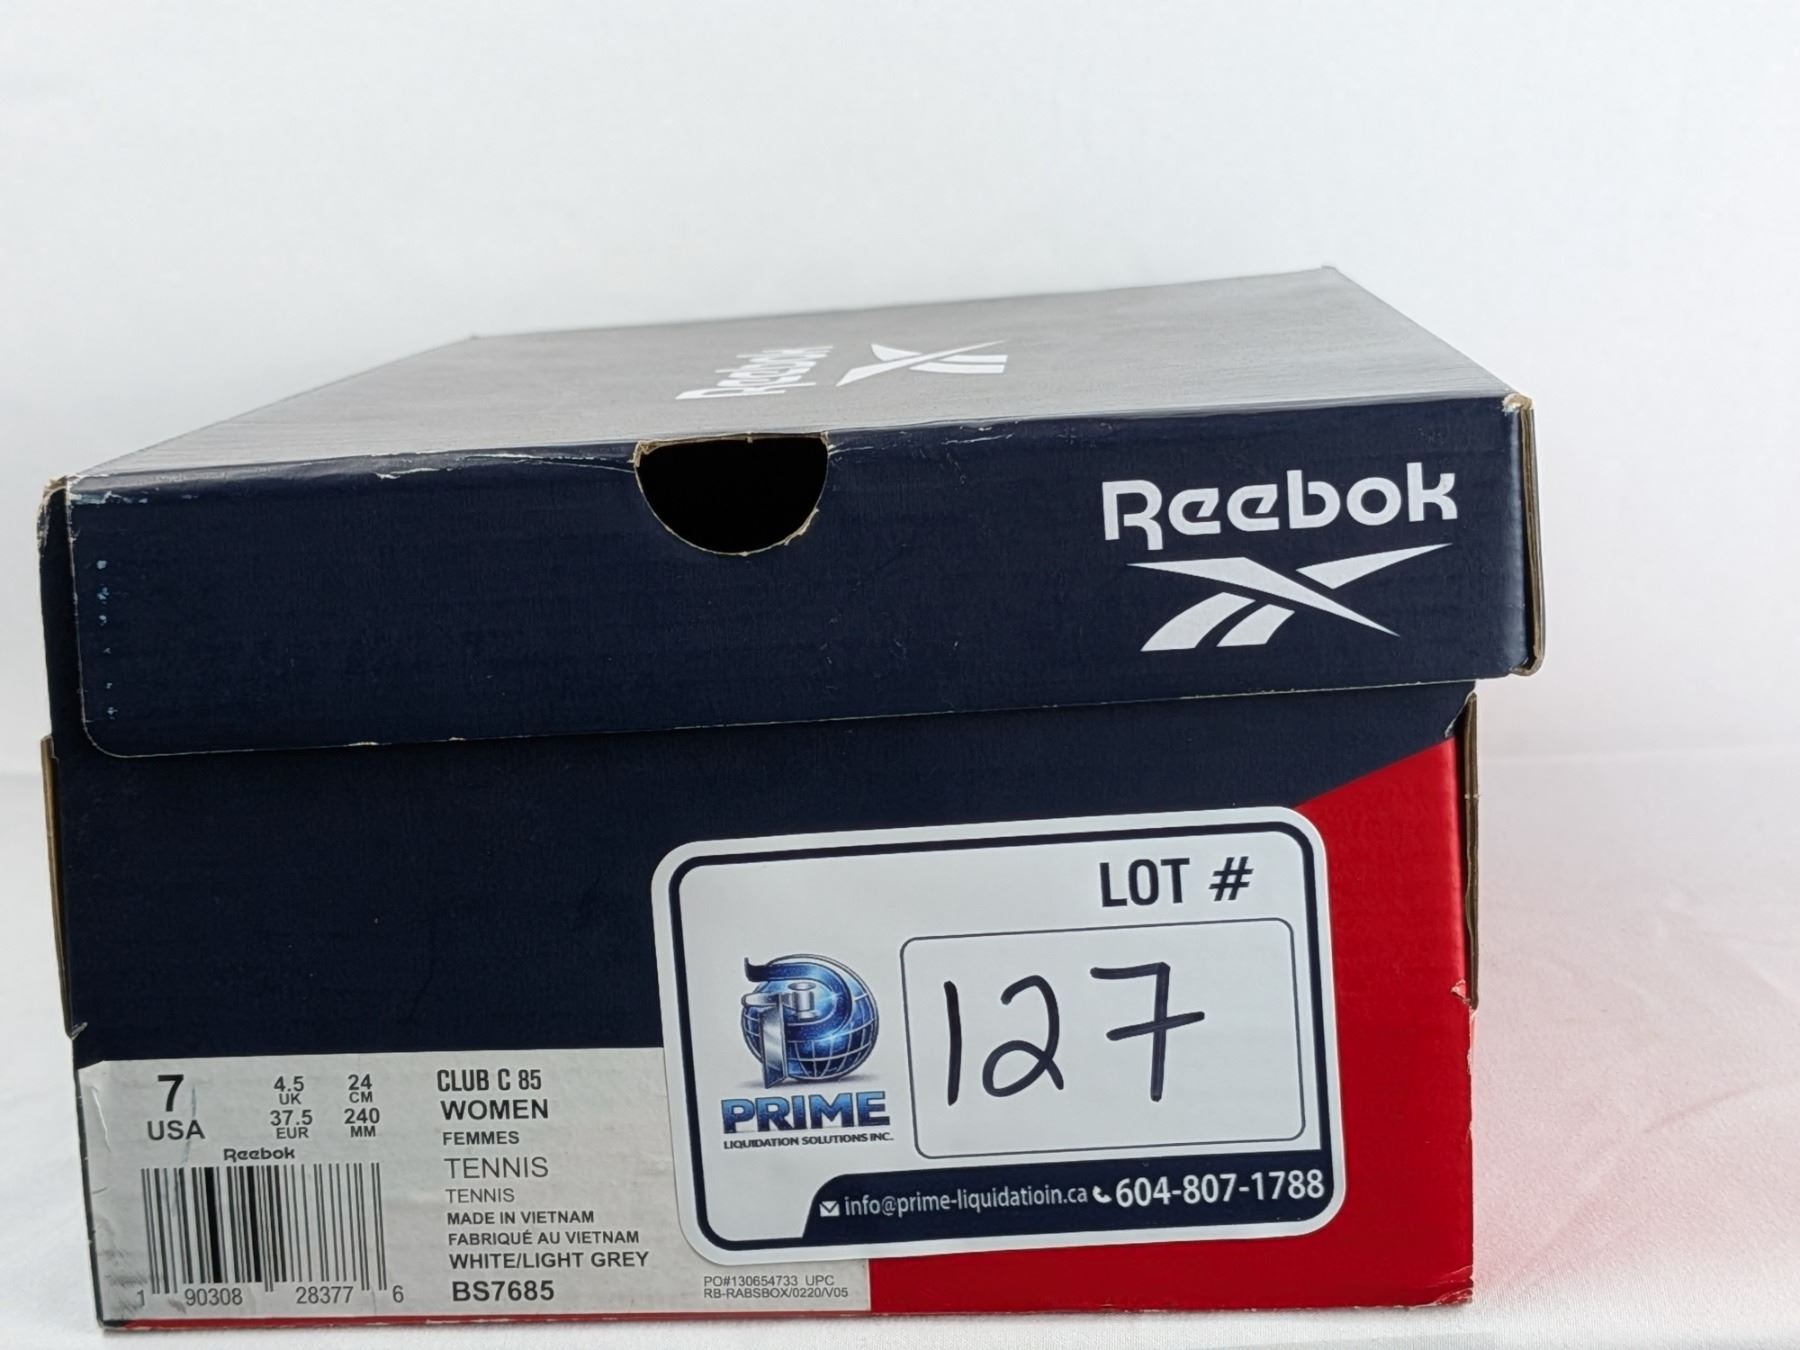 Reebok
Reebok
LOT #
127
PRIME
LIQUIDATION SOLUTIONS INC.
info@prime-liquidatioin.ca 604-807-1788
7
USA
4.5
UK
37.5
EUR
24
CM
240
MM
Reebok
1 90308 28377 6
CLUB C 85
WOMEN
FEMMES
TENNIS
TENNIS
MADE IN VIETNAM
FABRIQUÉ AU VIETNAM
WHITE/LIGHT GREY
BS7685
PO#130654733 UPC
RB-RABSBOX/0220/V05